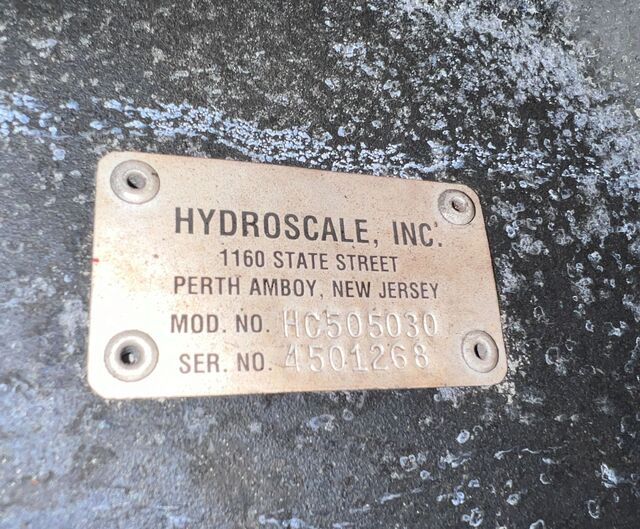 HYDROSCALE, INC.
1160 STATE STREET
PERTH AMBOY, NEW JERSEY
MOD. NO. HC505030
SER. NO. 4501268